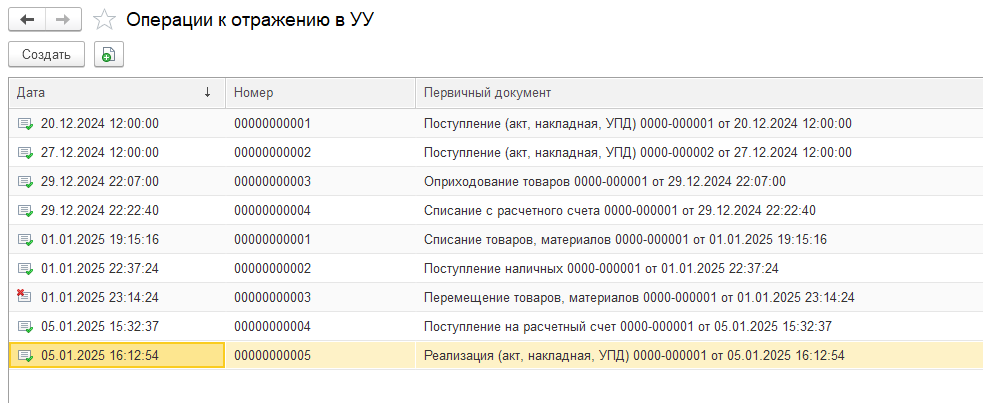 Операции к отражению в УУ
Создать
Дата ↓ Номер Первичный документ
20.12.2024 12:00:00 00000000001 Поступление (акт, накладная, УПД) 0000-000001 от 20.12.2024 12:00:00
27.12.2024 12:00:00 00000000002 Поступление (акт, накладная, УПД) 0000-000002 от 27.12.2024 12:00:00
29.12.2024 22:07:00 00000000003 Оприходование товаров 0000-000001 от 29.12.2024 22:07:00
29.12.2024 22:22:40 00000000004 Списание с расчетного счета 0000-000001 от 29.12.2024 22:22:40
01.01.2025 19:15:16 00000000001 Списание товаров, материалов 0000-000001 от 01.01.2025 19:15:16
01.01.2025 22:37:24 00000000002 Поступление наличных 0000-000001 от 01.01.2025 22:37:24
01.01.2025 23:14:24 00000000003 Перемещение товаров, материалов 0000-000001 от 01.01.2025 23:14:24
05.01.2025 15:32:37 00000000004 Поступление на расчетный счет 0000-000001 от 05.01.2025 15:32:37
05.01.2025 16:12:54 00000000005 Реализация (акт, накладная, УПД) 0000-000001 от 05.01.2025 16:12:54